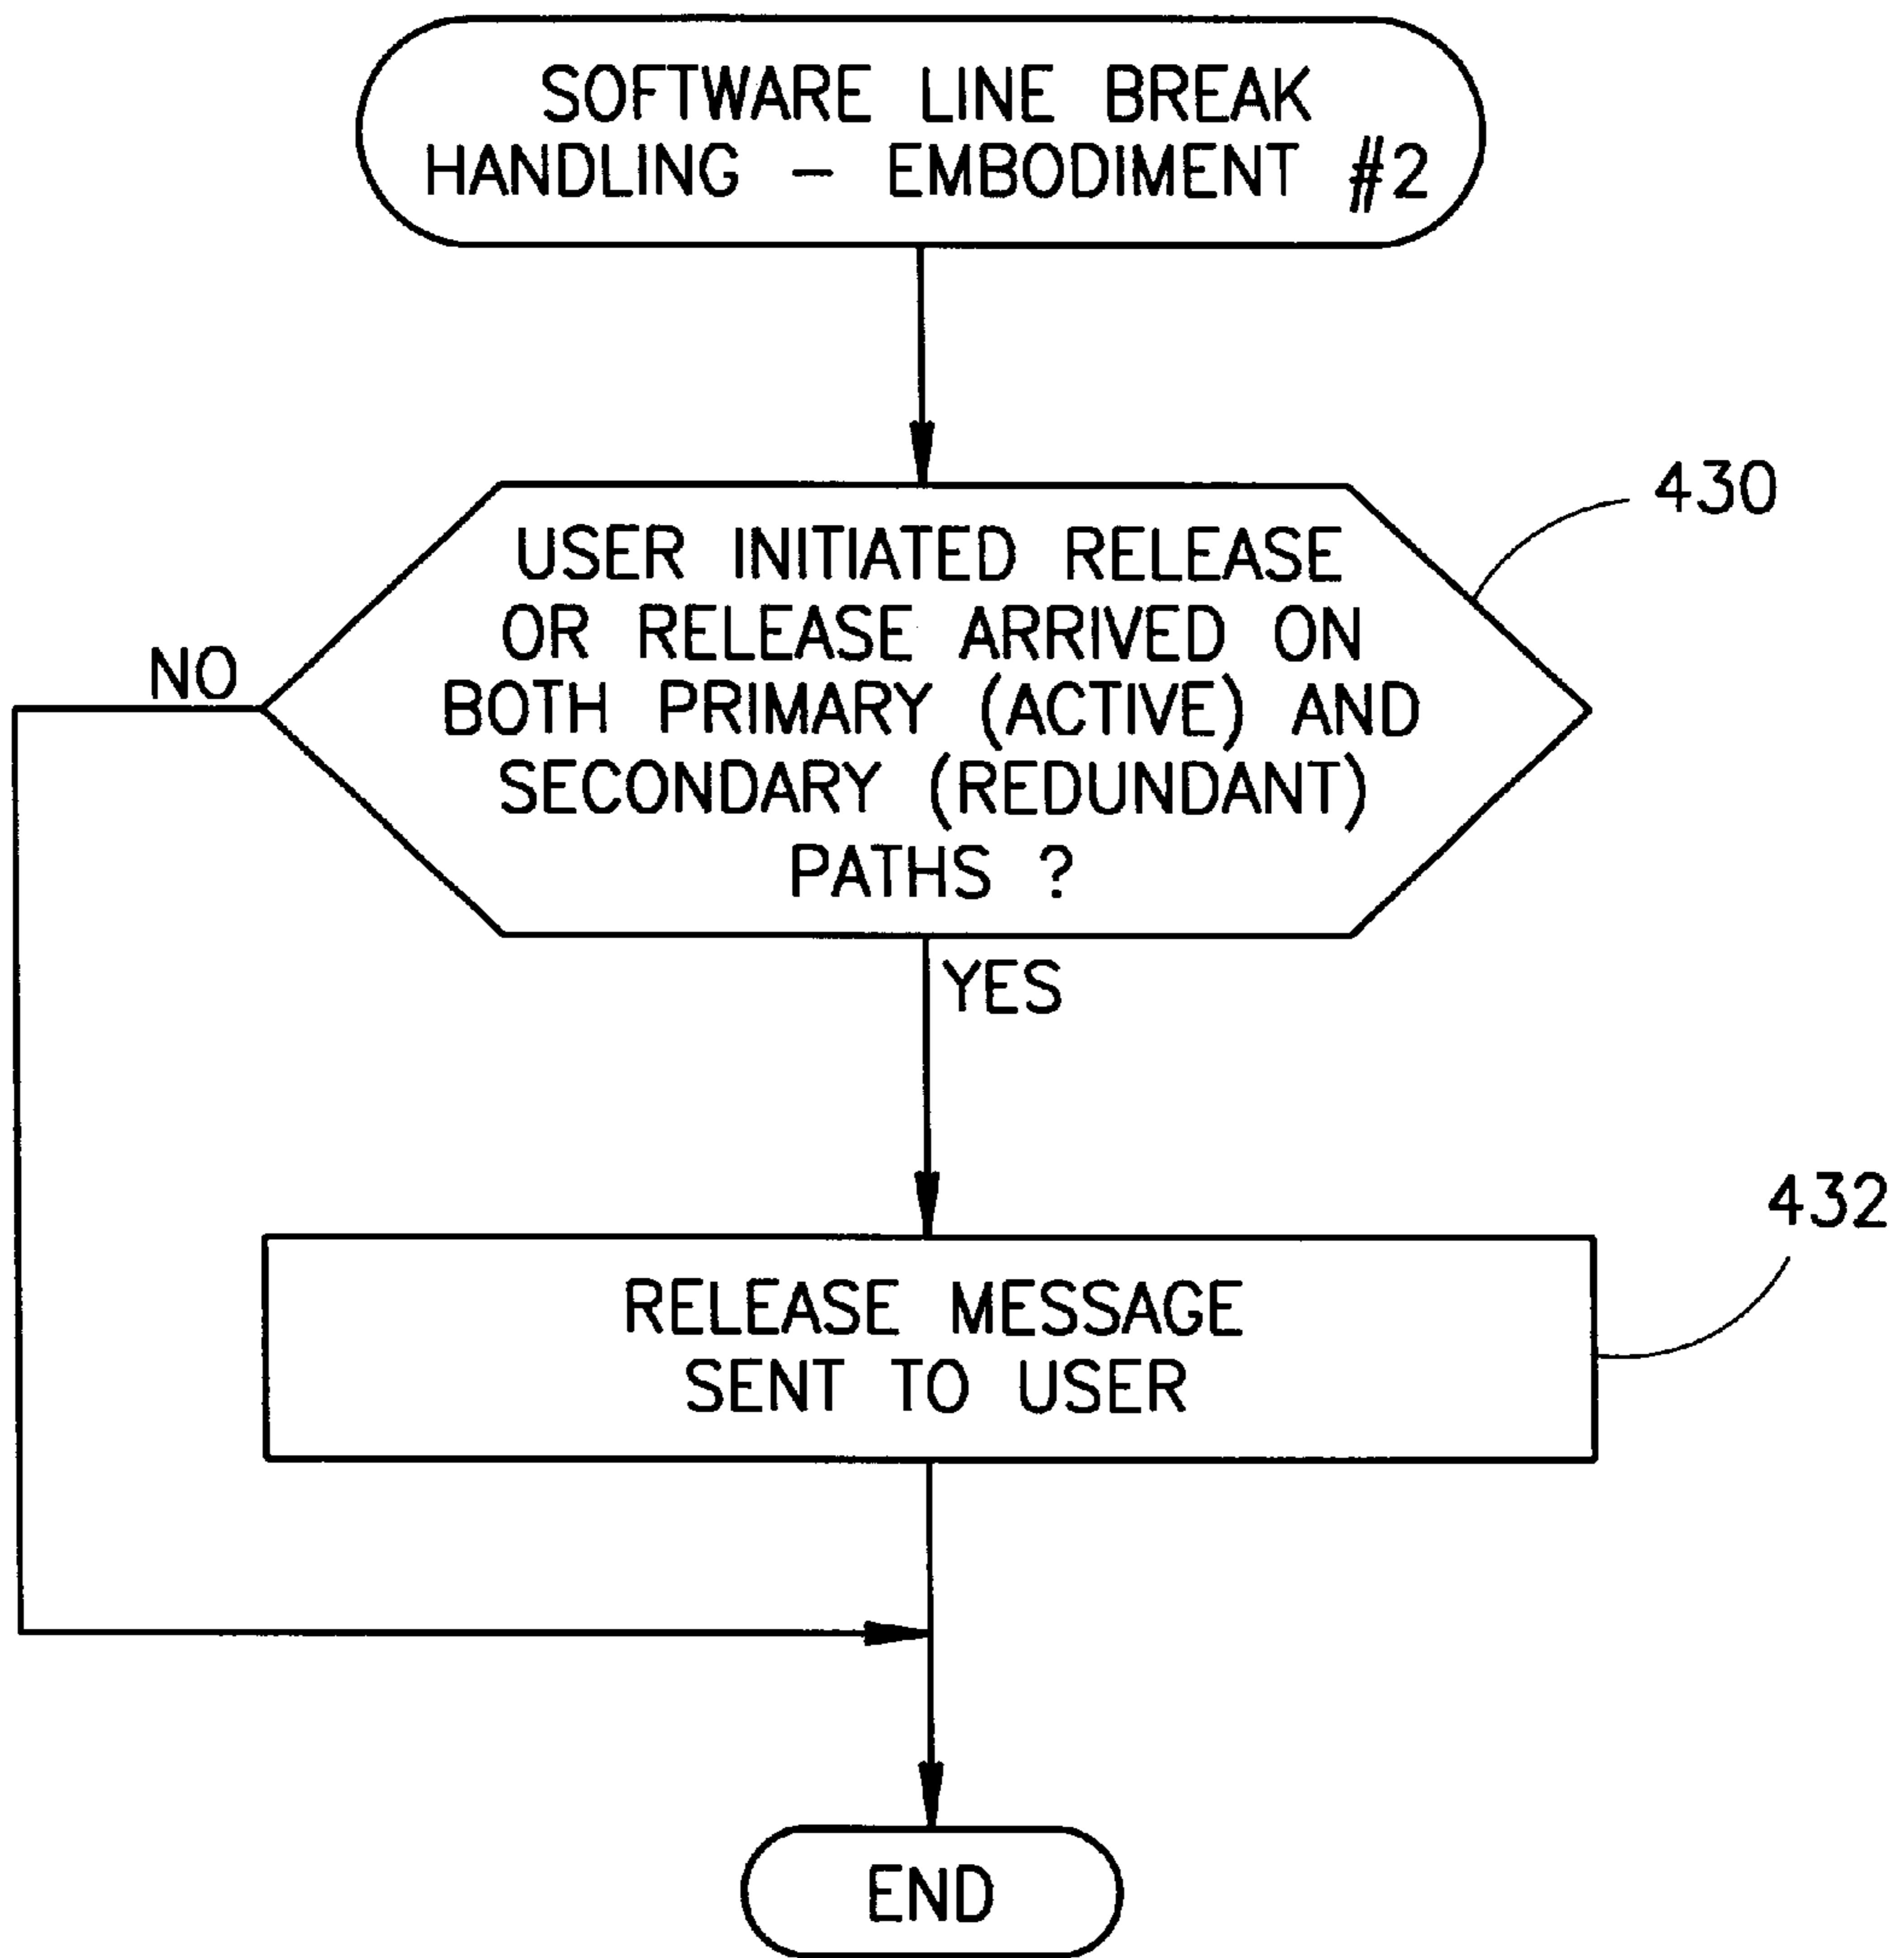 SOFTWARE LINE BREAK
HANDLING – EMBODIMENT #2
430
USER INITIATED RELEASE
OR RELEASE ARRIVED ON
BOTH PRIMARY (ACTIVE) AND
SECONDARY (REDUNDANT)
PATHS ?
NO
YES
432
RELEASE MESSAGE
SENT TO USER
END